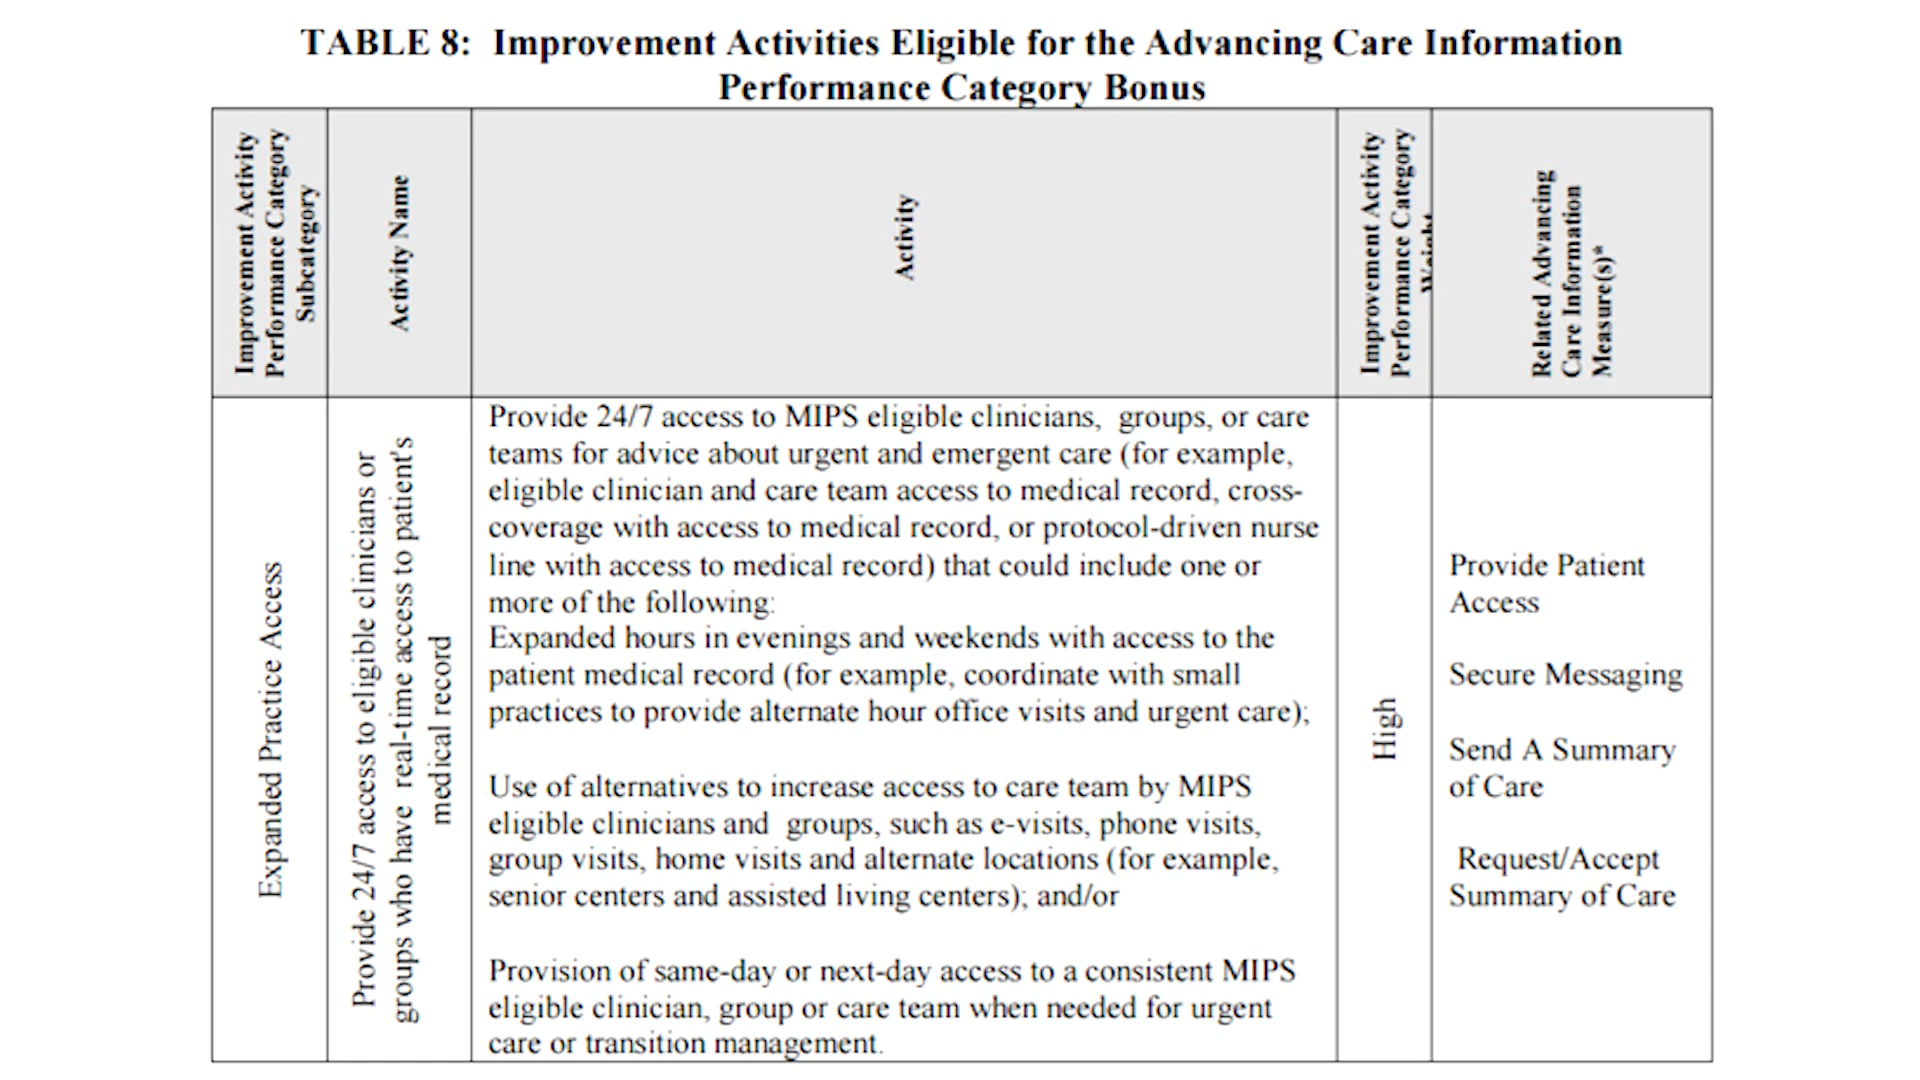 TABLE 8: Improvement Activities Eligible for the Advancing Care Information
Performance Category Bonus
Improvement Activity
Performance Category
Subcategory
Activity Name
Activity
Improvement Activity
Performance Category
Weight
Related Advancing
Care Information
Measure(s)*
Expanded Practice Access
Provide 24/7 access to eligible clinicians or
groups who have real-time access to patient's
medical record
Provide 24/7 access to MIPS eligible clinicians, groups, or care
teams for advice about urgent and emergent care (for example,
eligible clinician and care team access to medical record, cross-
coverage with access to medical record, or protocol-driven nurse
line with access to medical record) that could include one or
more of the following:
Expanded hours in evenings and weekends with access to the
patient medical record (for example, coordinate with small
practices to provide alternate hour office visits and urgent care);
Use of alternatives to increase access to care team by MIPS
eligible clinicians and groups, such as e-visits, phone visits,
group visits, home visits and alternate locations (for example,
senior centers and assisted living centers); and/or
Provision of same-day or next-day access to a consistent MIPS
eligible clinician, group or care team when needed for urgent
care or transition management.
High
Provide Patient
Access
Secure Messaging
Send A Summary
of Care
Request/Accept
Summary of Care